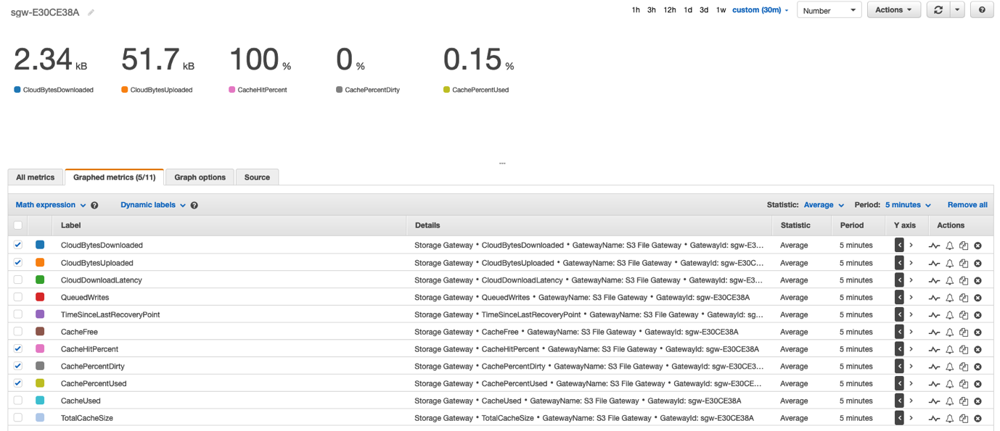 sgw-E30CE38A
1h 3h 12h 1d 3d 1w custom (30m) Number Actions
2.34 kB 51.7 kB 100 % 0 % 0.15 %
CloudBytesDownloaded CloudBytesUploaded CacheHitPercent CachePercentDirty CachePercentUsed
All metrics Graphed metrics (5/11) Graph options Source
Math expression Dynamic labels Statistic: Average Period: 5 minutes Remove all
Label Details Statistic Period Y axis Actions
CloudBytesDownloaded Storage Gateway • CloudBytesDownloaded • GatewayName: S3 File Gateway • GatewayId: sgw-E3... Average 5 minutes
CloudBytesUploaded Storage Gateway • CloudBytesUploaded • GatewayName: S3 File Gateway • GatewayId: sgw-E30C... Average 5 minutes
CloudDownloadLatency Storage Gateway • CloudDownloadLatency • GatewayName: S3 File Gateway • GatewayId: sgw-E3... Average 5 minutes
QueuedWrites Storage Gateway • QueuedWrites • GatewayName: S3 File Gateway • GatewayId: sgw-E30CE38A Average 5 minutes
TimeSinceLastRecoveryPoint Storage Gateway • TimeSinceLastRecoveryPoint • GatewayName: S3 File Gateway • GatewayId: sg... Average 5 minutes
CacheFree Storage Gateway • CacheFree • GatewayName: S3 File Gateway • GatewayId: sgw-E30CE38A Average 5 minutes
CacheHitPercent Storage Gateway • CacheHitPercent • GatewayName: S3 File Gateway • GatewayId: sgw-E30CE38A Average 5 minutes
CachePercentDirty Storage Gateway • CachePercentDirty • GatewayName: S3 File Gateway • GatewayId: sgw-E30CE3... Average 5 minutes
CachePercentUsed Storage Gateway • CachePercentUsed • GatewayName: S3 File Gateway • GatewayId: sgw-E30CE... Average 5 minutes
CacheUsed Storage Gateway • CacheUsed • GatewayName: S3 File Gateway • GatewayId: sgw-E30CE38A Average 5 minutes
TotalCacheSize Storage Gateway • TotalCacheSize • GatewayName: S3 File Gateway • GatewayId: sgw-E30CE38A Average 5 minutes